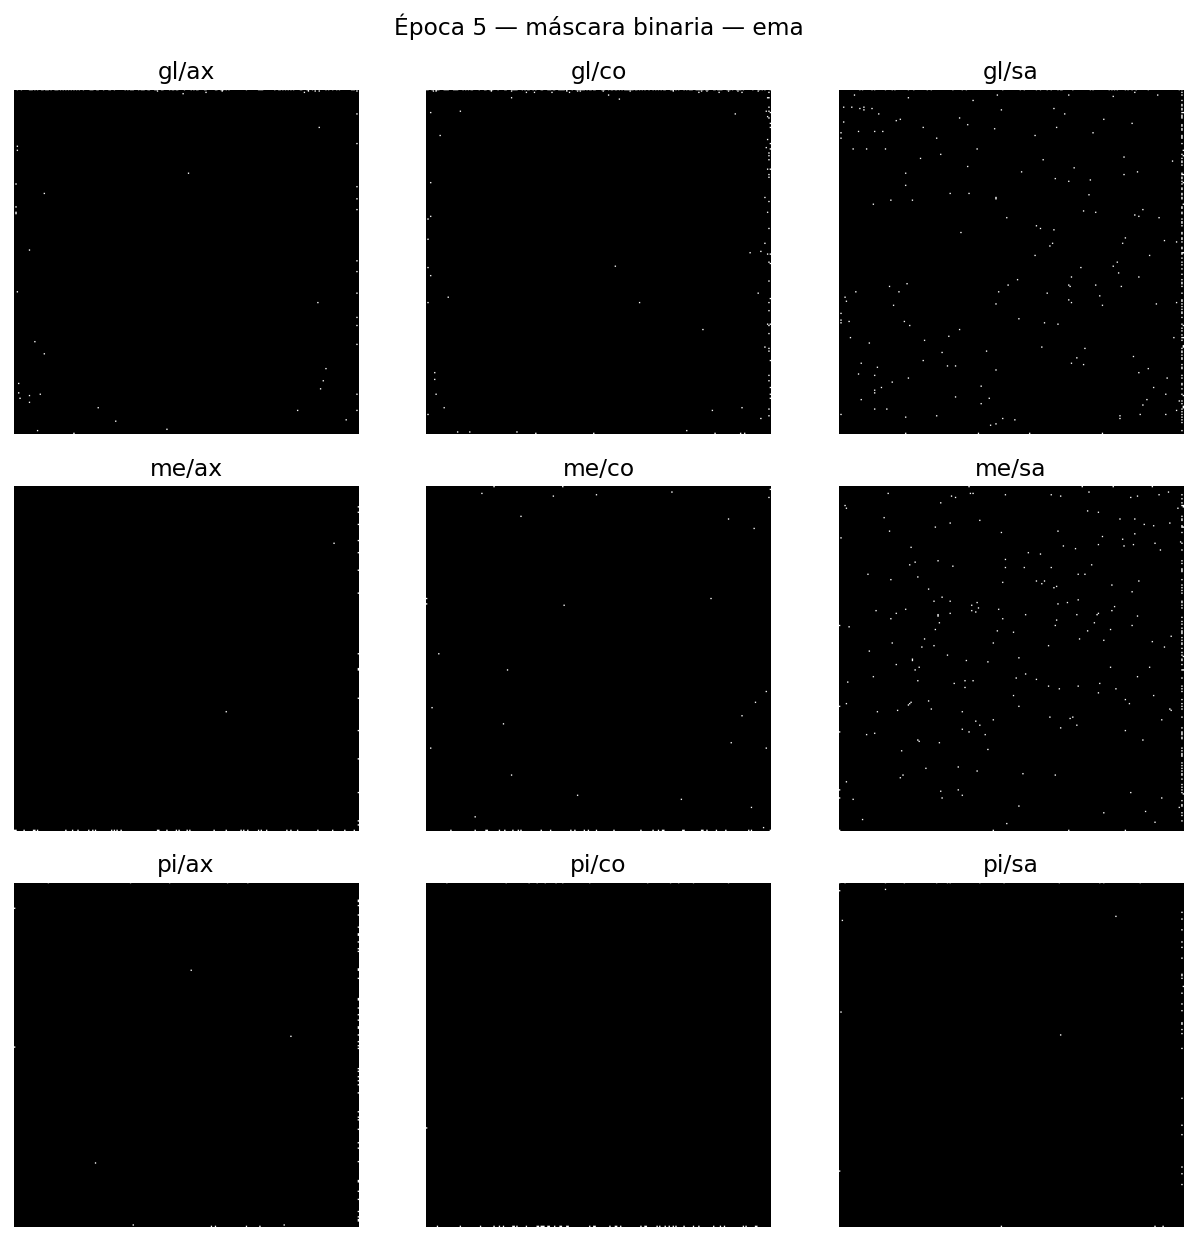 Época 5 — máscara binaria — ema
gl/ax gl/co gl/sa
me/ax me/co me/sa
pi/ax pi/co pi/sa